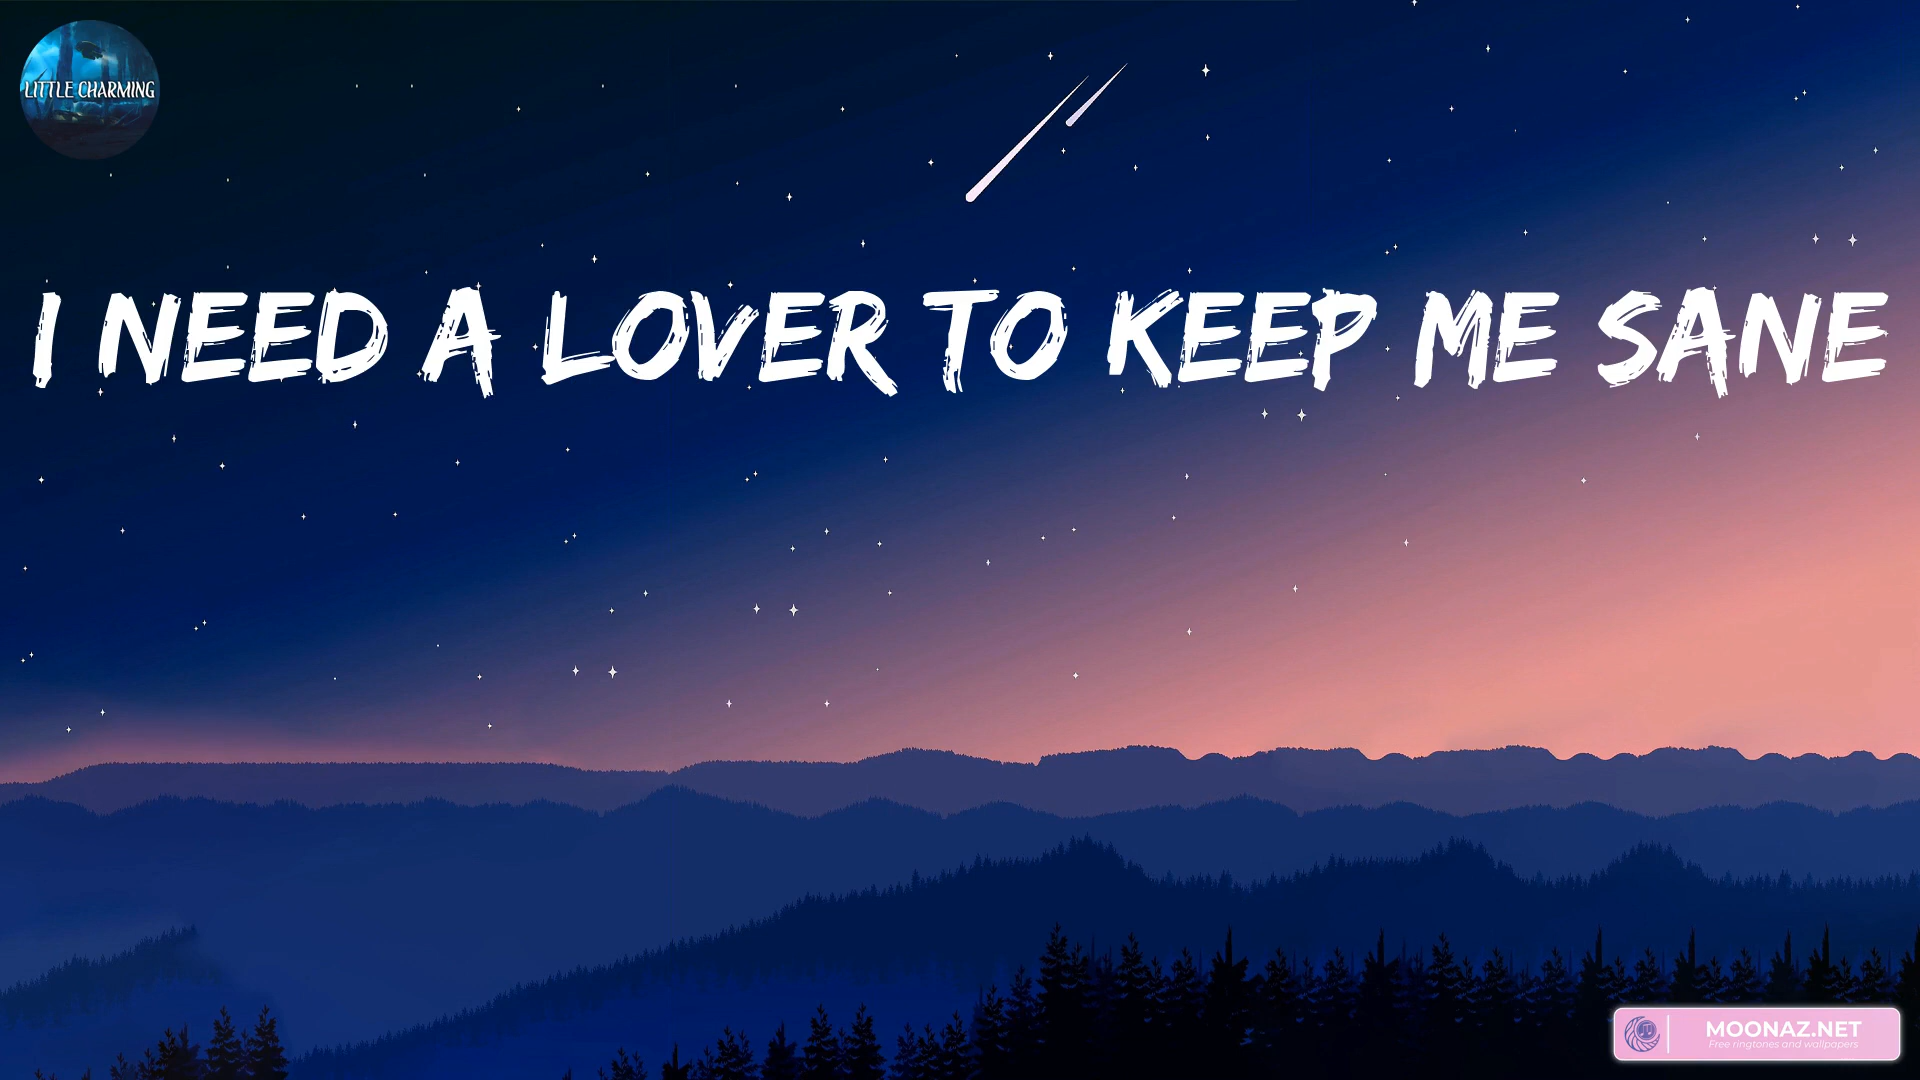 LITTLE CHARMING
I NEED A LOVER TO KEEP ME SANE
MOONAZ.NET
Free ringtones and wallpapers